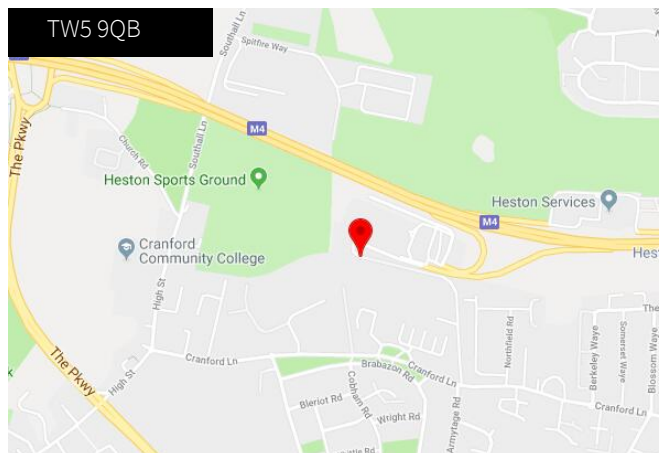 TW5 9QB
Southall Ln
Spitfire Way
M4
The Pkwy
Church Rd
Southall Ln
Heston Sports Ground
Heston Services
M4
Cranford
Community College
High St
The Pkwy
High St
Cranford Ln
Brabazon Rd
Cranford Ln
Northfield Rd
Berkeley Waye
Somerset Waye
Blossom Waye
Bleriot Rd
Cobham Rd
Wright Rd
Armytage Rd
Cranford Ln